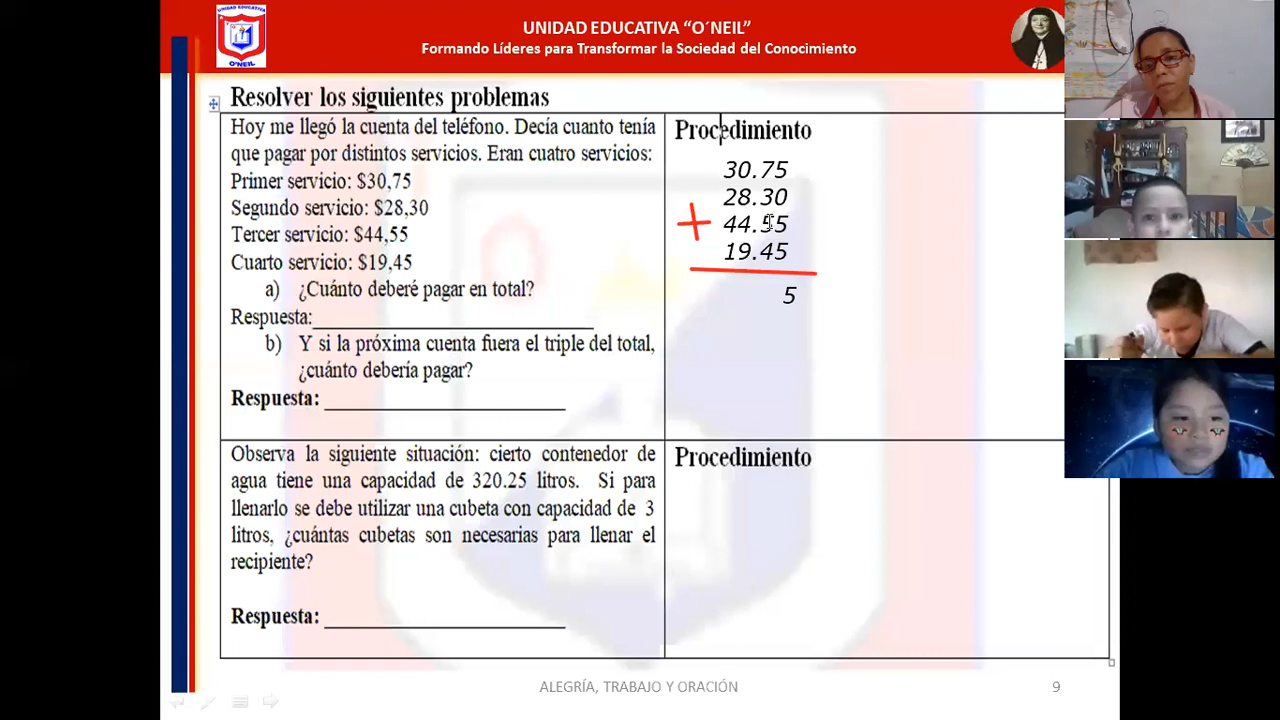 UNIDAD EDUCATIVA
O'NEIL
UNIDAD EDUCATIVA “O´NEIL”
Formando Líderes para Transformar la Sociedad del Conocimiento
Resolver los siguientes problemas
Hoy me llegó la cuenta del teléfono. Decía cuanto tenía
que pagar por distintos servicios. Eran cuatro servicios:
Primer servicio: $30,75
Segundo servicio: $28,30
Tercer servicio: $44,55
Cuarto servicio: $19,45
a) ¿Cuánto deberé pagar en total?
Respuesta:____________________________
b) Y si la próxima cuenta fuera el triple del total,
¿cuánto debería pagar?
Respuesta: ________________________
Procedimiento
30.75
28.30
+ 44.55
19.45
5
Observa la siguiente situación: cierto contenedor de
agua tiene una capacidad de 320.25 litros. Si para
llenarlo se debe utilizar una cubeta con capacidad de 3
litros, ¿cuántas cubetas son necesarias para llenar el
recipiente?
Respuesta: ________________________
Procedimiento
ALEGRÍA, TRABAJO Y ORACIÓN
9